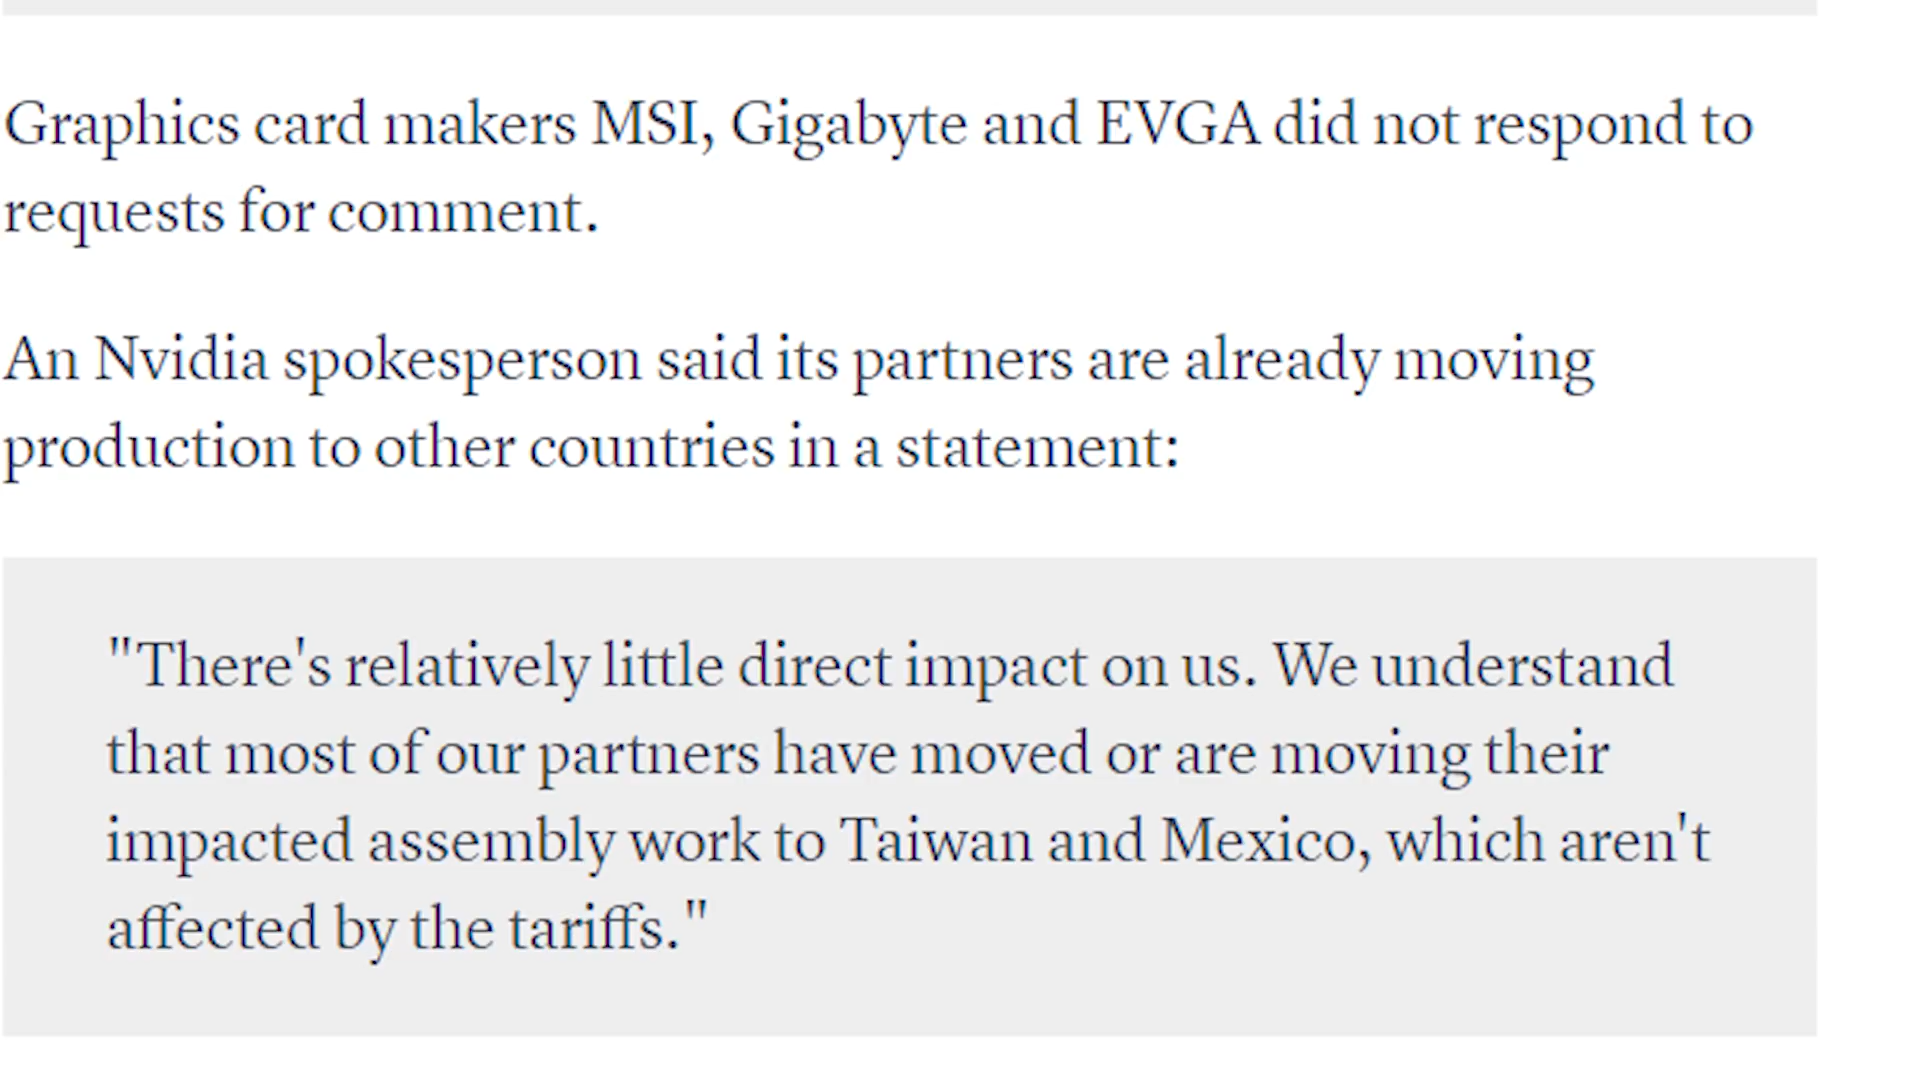 Graphics card makers MSI, Gigabyte and EVGA did not respond to
requests for comment.
An Nvidia spokesperson said its partners are already moving
production to other countries in a statement:
"There's relatively little direct impact on us. We understand
that most of our partners have moved or are moving their
impacted assembly work to Taiwan and Mexico, which aren't
affected by the tariffs."